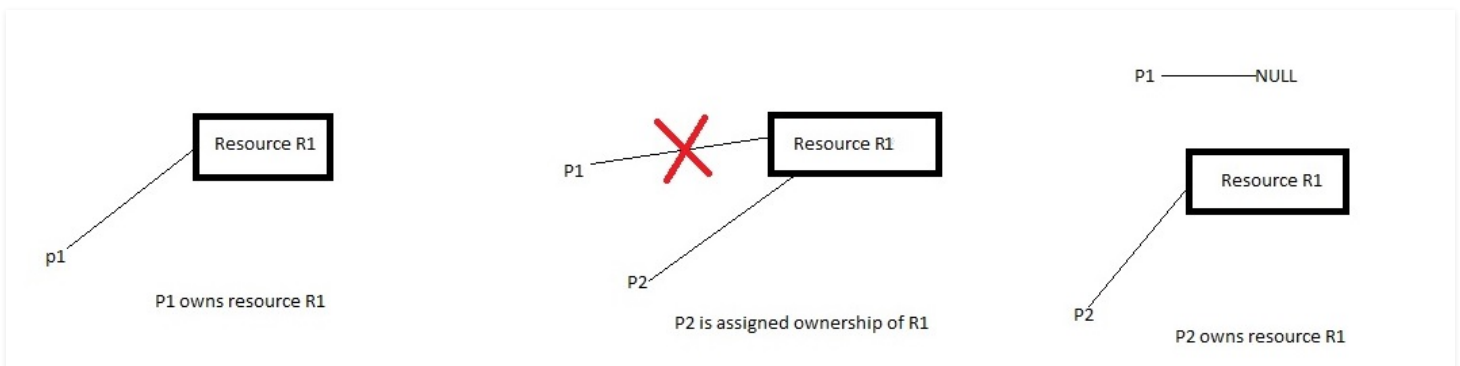 Resource R1
p1
P1 owns resource R1
P1
Resource R1
P2
P2 is assigned ownership of R1
P1 NULL
Resource R1
P2
P2 owns resource R1